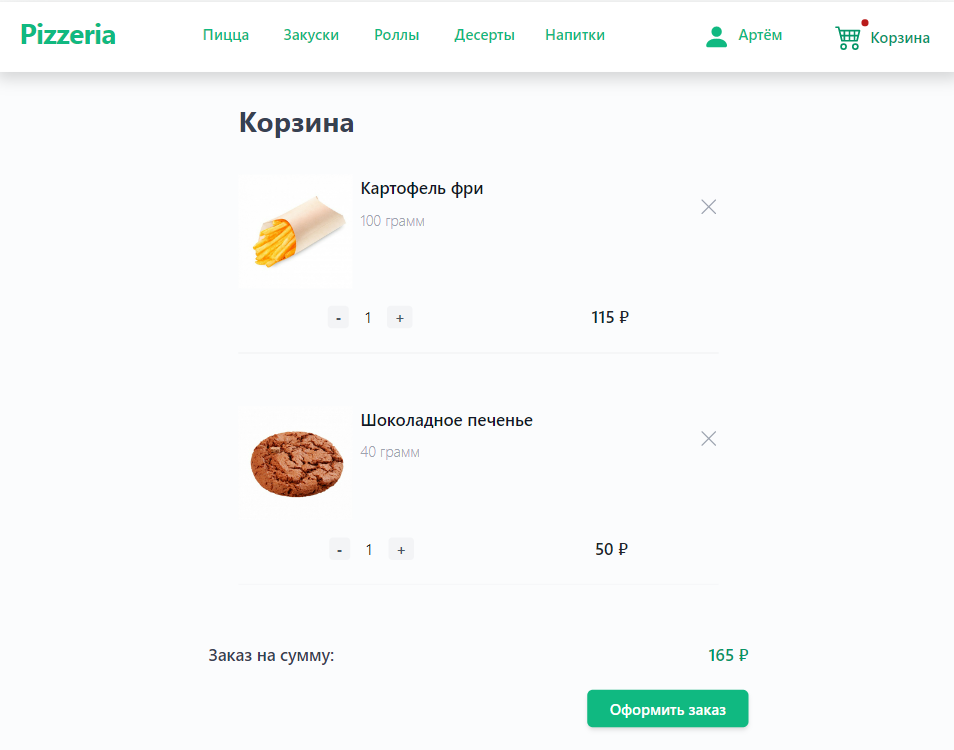 Pizzeria Пицца Закуски Роллы Десерты Напитки Артём Корзина
Корзина
Картофель фри
100 грамм
- 1 + 115 ₽
Шоколадное печенье
40 грамм
- 1 + 50 ₽
Заказ на сумму: 165 ₽
Оформить заказ